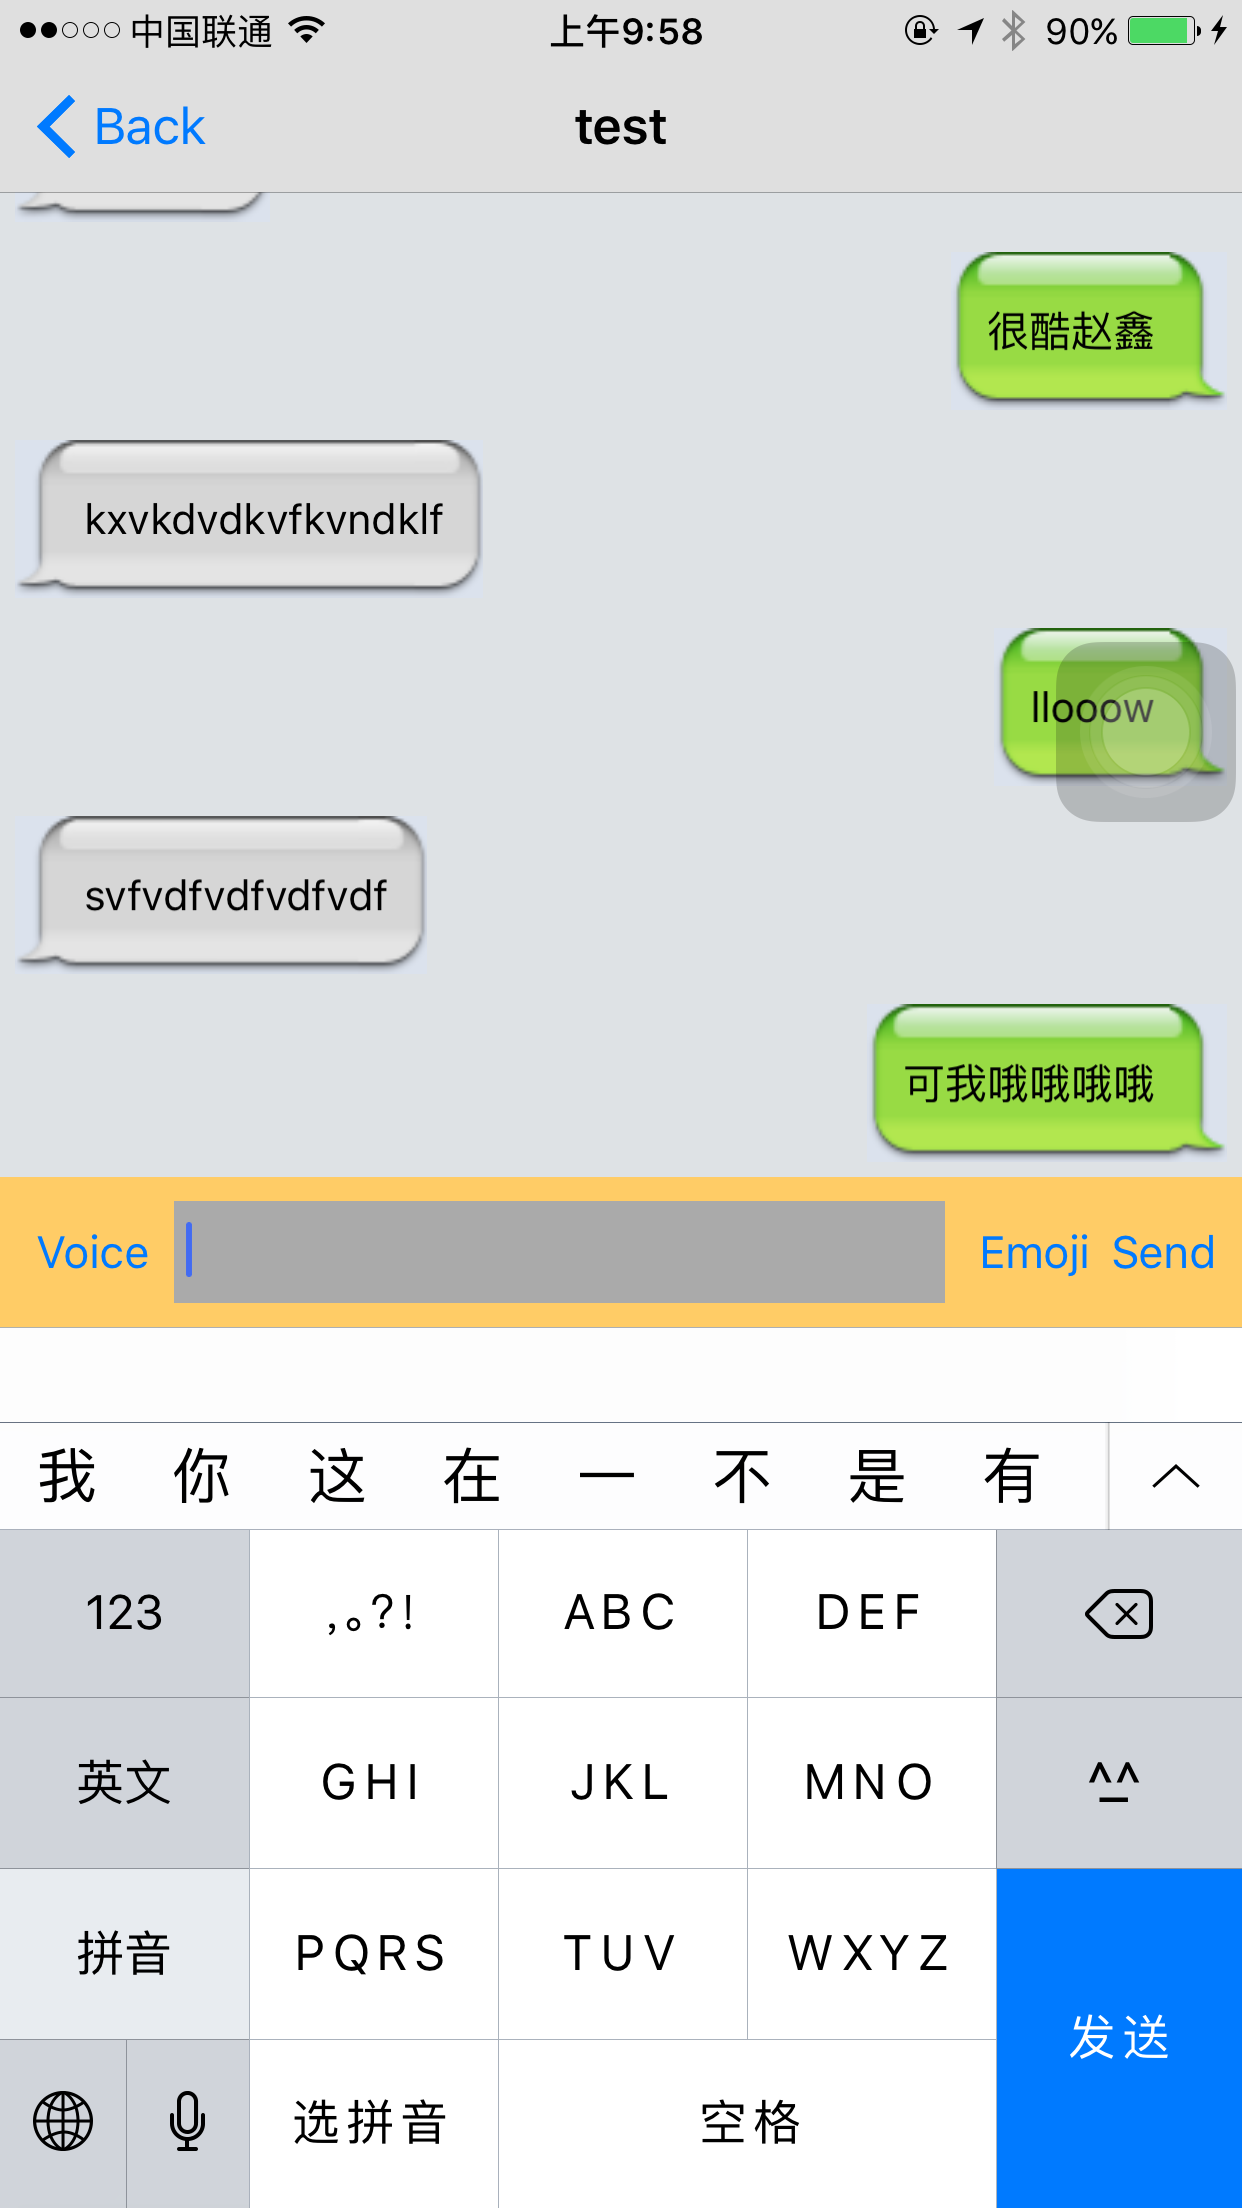 中国联通 上午9:58 90%
Back test
很酷赵鑫
kxvkdvdkvfkvndklf
llooow
svfvdfvdfvdfvdf
可我哦哦哦哦
Voice Emoji Send
我 你 这 在 一 不 是 有
123 ,。?! ABC DEF
英文 GHI JKL MNO ^_^
拼音 PQRS TUV WXYZ
发送
选拼音 空格